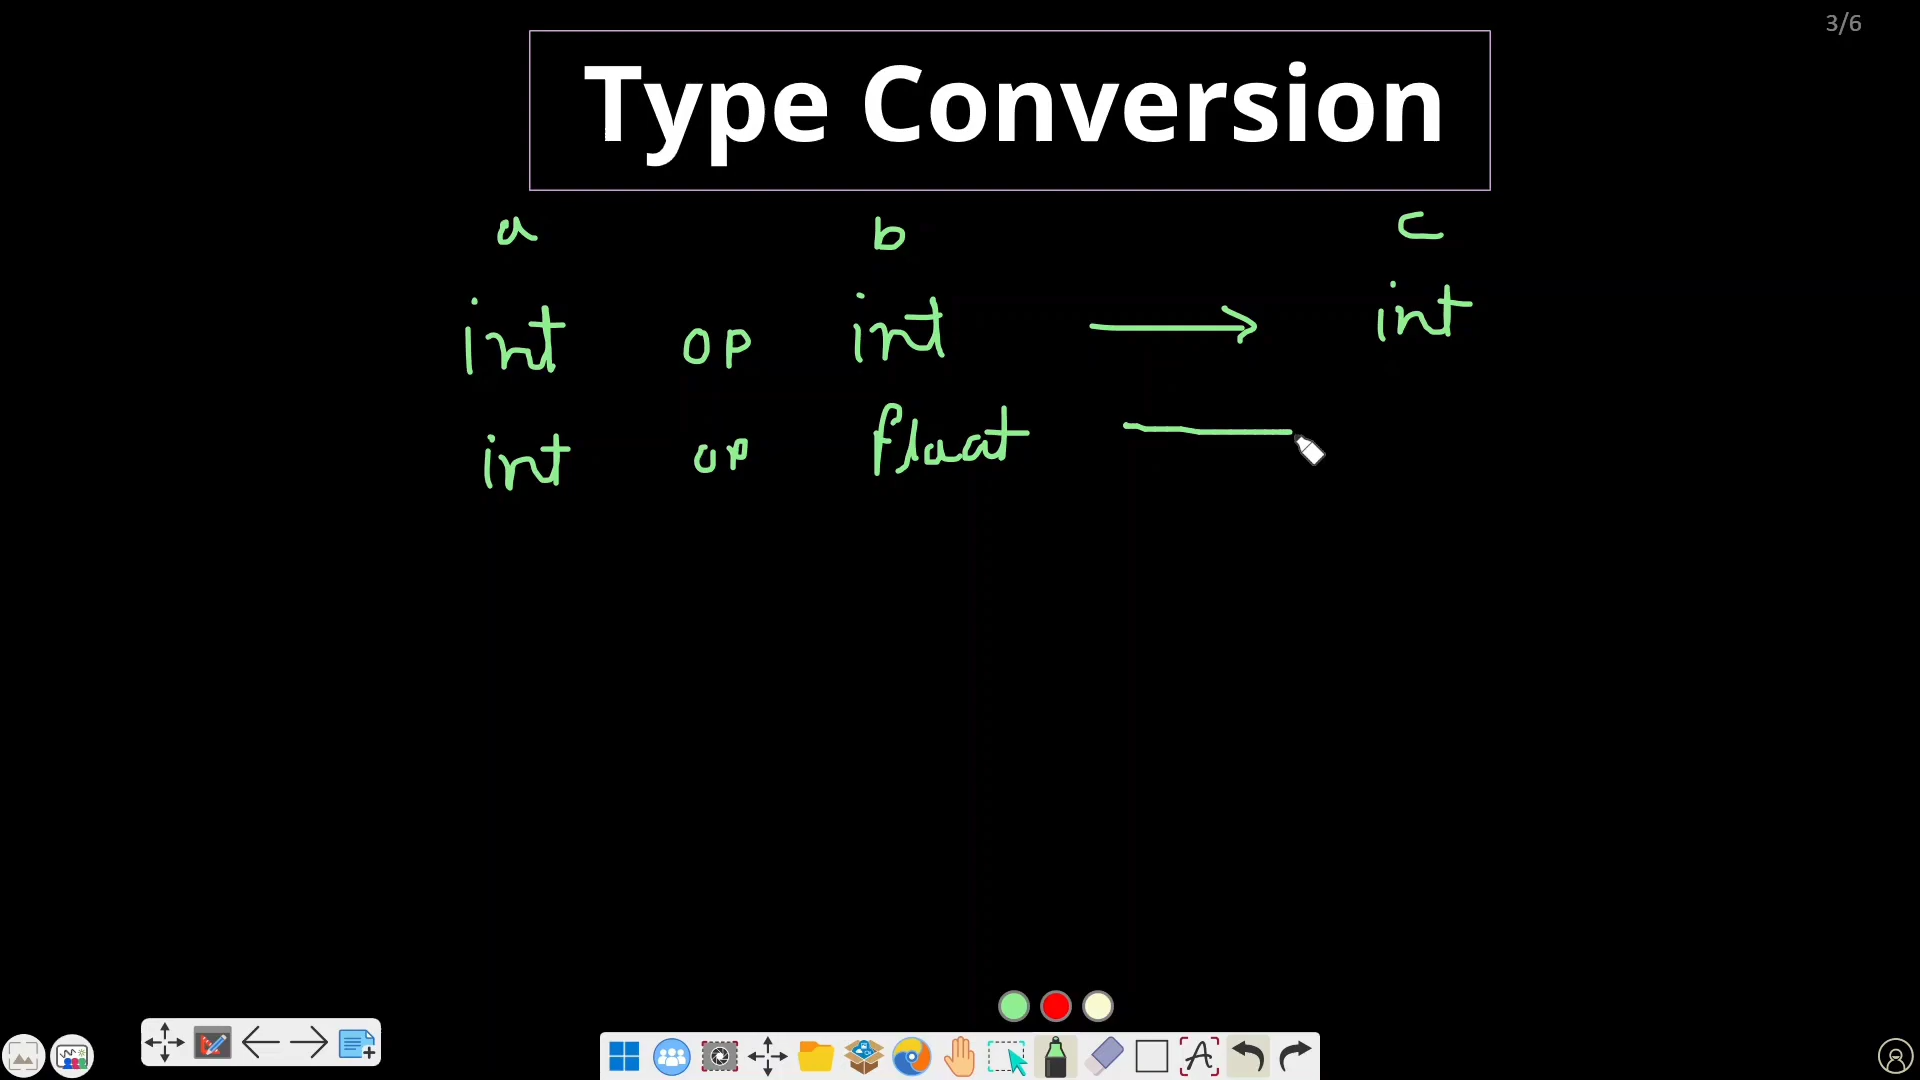 3/6
Type Conversion
a b c
int op int → int
int op float